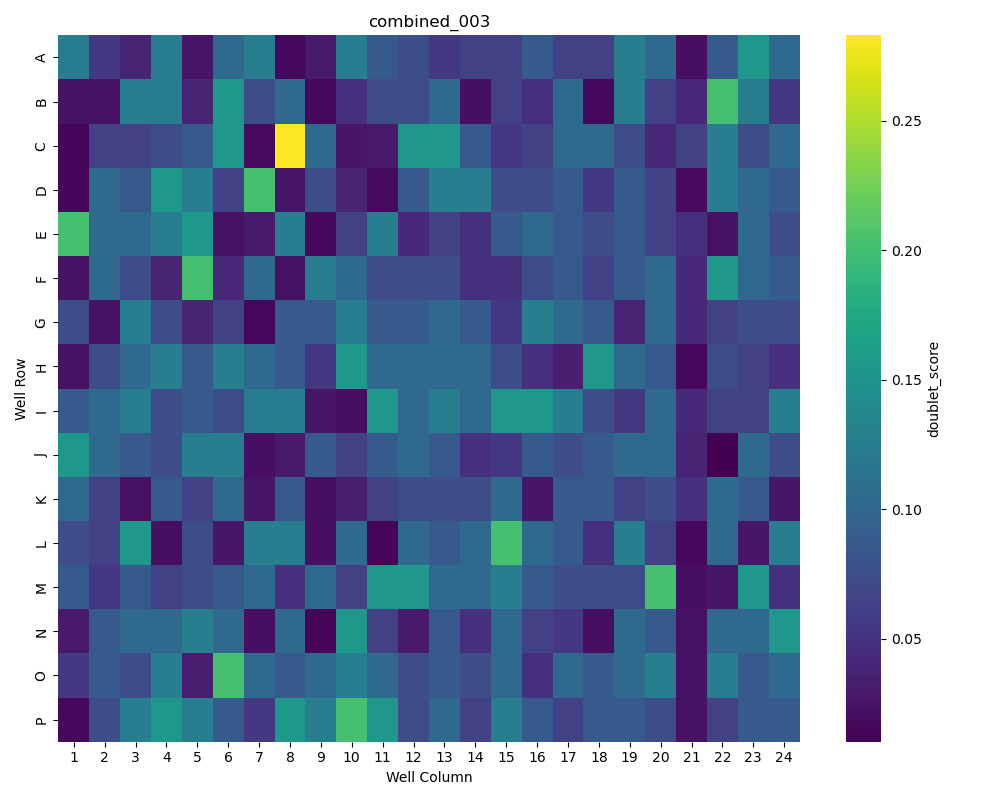 combined_003
Well Row
A
B
C
D
E
F
G
H
I
J
K
L
M
N
O
P
1 2 3 4 5 6 7 8 9 10 11 12 13 14 15 16 17 18 19 20 21 22 23 24
Well Column
0.25
0.20
0.15
0.10
0.05
doublet_score